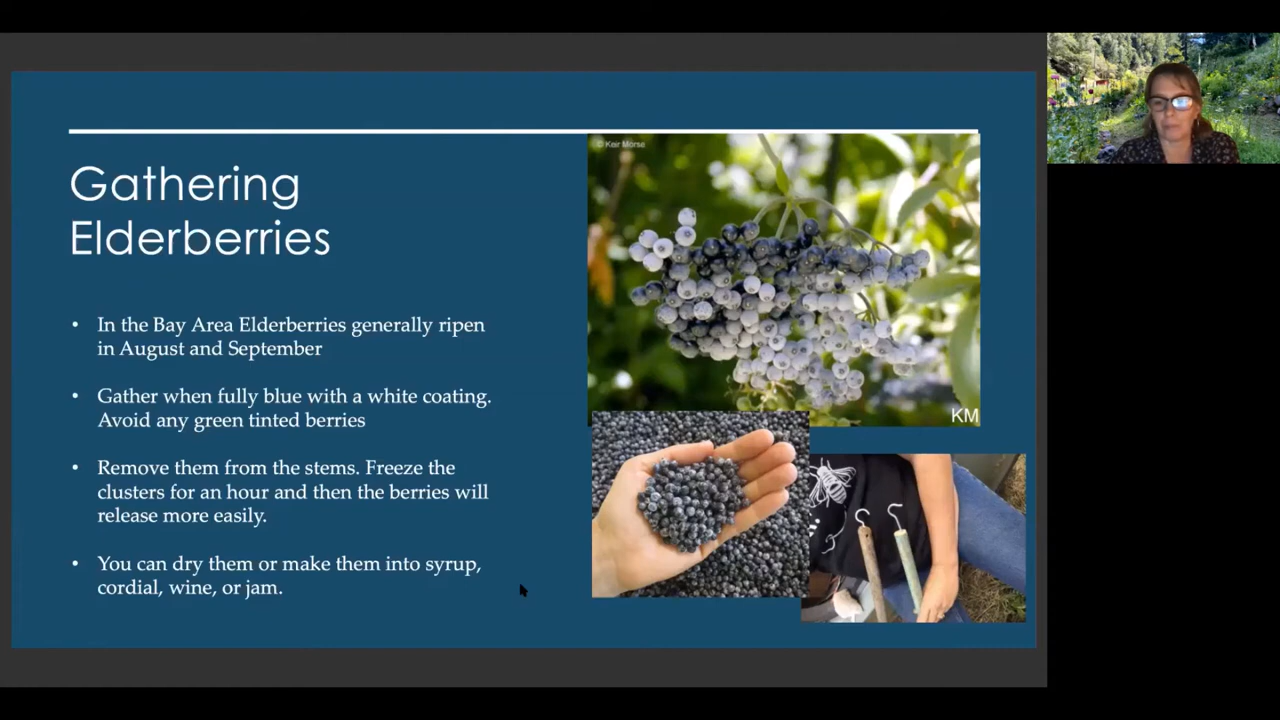 © Keir Morse
Gathering
Elderberries
• In the Bay Area Elderberries generally ripen
in August and September
• Gather when fully blue with a white coating.
Avoid any green tinted berries
• Remove them from the stems. Freeze the
clusters for an hour and then the berries will
release more easily.
• You can dry them or make them into syrup,
cordial, wine, or jam.
KM